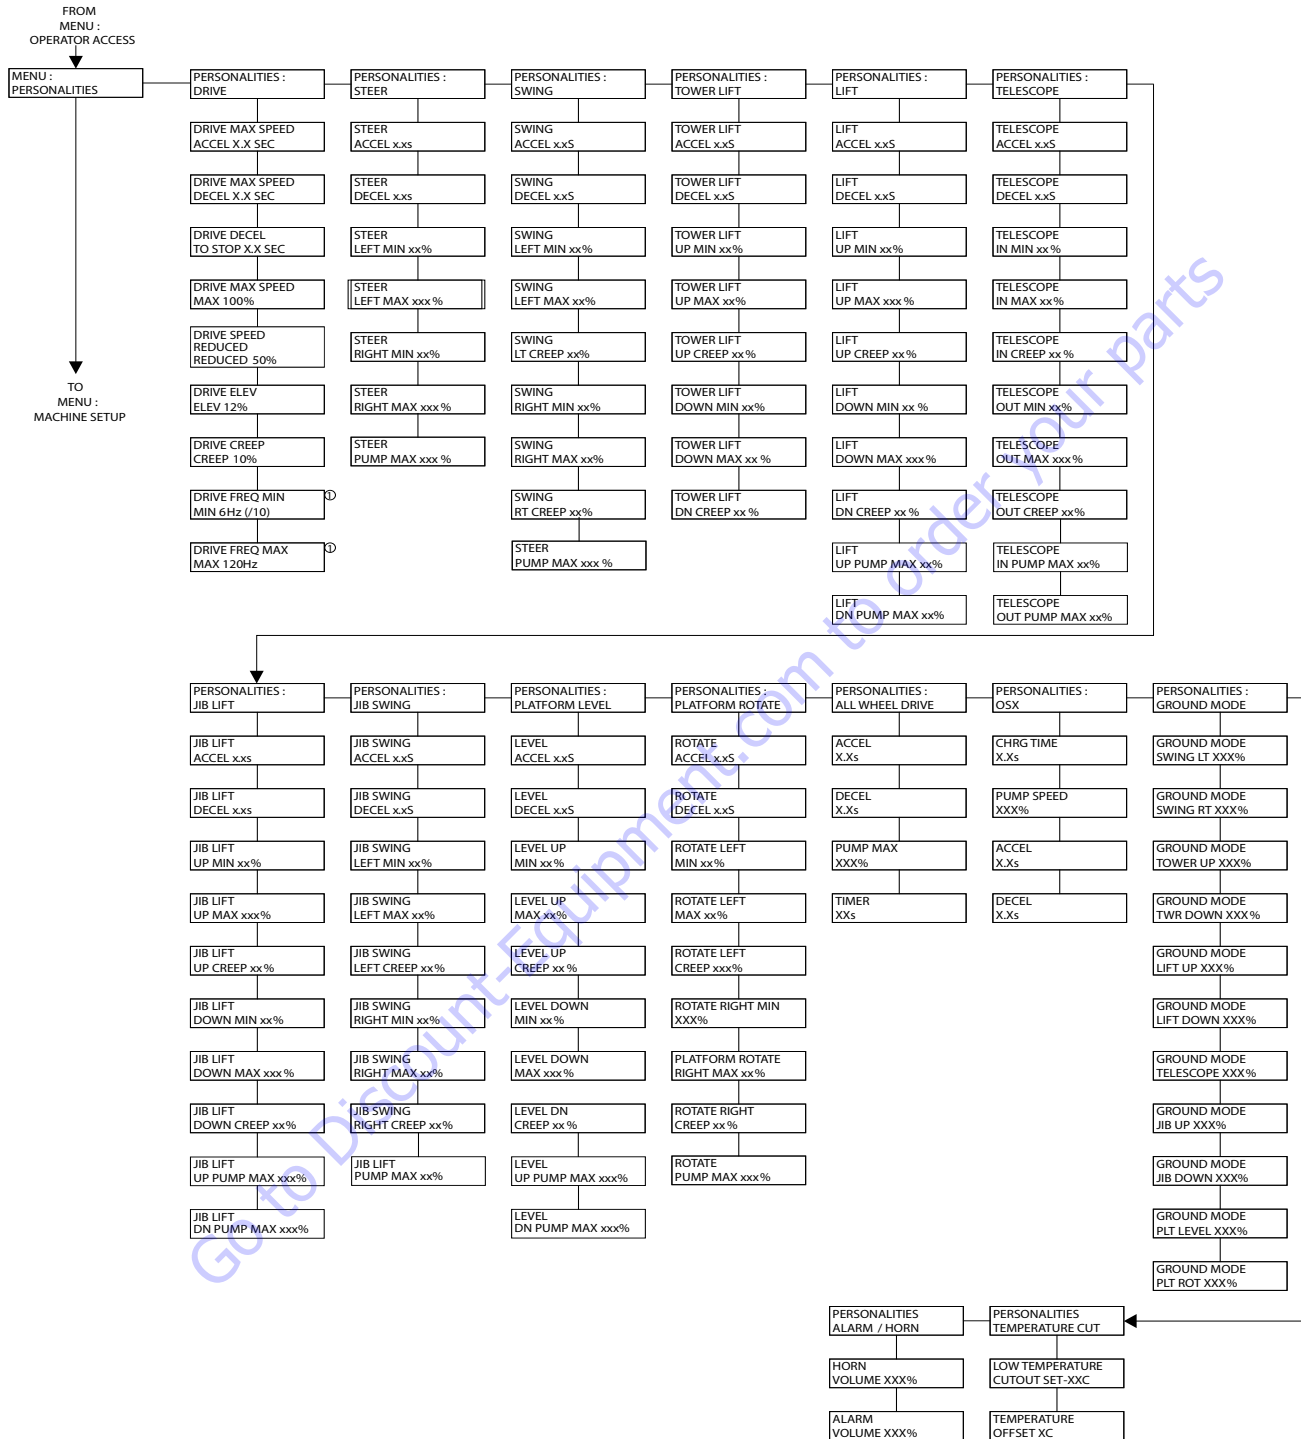 FROM
MENU :
OPERATOR ACCESS
MENU :
PERSONALITIES
TO
MENU :
MACHINE SETUP
PERSONALITIES :
DRIVE
DRIVE MAX SPEED
ACCEL X.X SEC
DRIVE MAX SPEED
DECEL X.X SEC
DRIVE DECEL
TO STOP X.X SEC
DRIVE MAX SPEED
MAX 100%
DRIVE SPEED
REDUCED
REDUCED 50%
DRIVE ELEV
ELEV 12%
DRIVE CREEP
CREEP 10%
DRIVE FREQ MIN
MIN 6Hz (/10)
①
DRIVE FREQ MAX
MAX 120Hz
①
PERSONALITIES :
STEER
STEER
ACCEL x.xs
STEER
DECEL x.xs
STEER
LEFT MIN xx%
STEER
LEFT MAX xxx %
STEER
RIGHT MIN xx%
STEER
RIGHT MAX xxx %
STEER
PUMP MAX xxx %
PERSONALITIES :
SWING
SWING
ACCEL x.xS
SWING
DECEL x.xS
SWING
LEFT MIN xx%
SWING
LEFT MAX xx%
SWING
LT CREEP xx%
SWING
RIGHT MIN xx%
SWING
RIGHT MAX xx%
SWING
RT CREEP xx%
STEER
PUMP MAX xxx %
PERSONALITIES :
TOWER LIFT
TOWER LIFT
ACCEL x.xS
TOWER LIFT
DECEL x.xS
TOWER LIFT
UP MIN xx%
TOWER LIFT
UP MAX xx%
TOWER LIFT
UP CREEP xx%
TOWER LIFT
DOWN MIN xx%
TOWER LIFT
DOWN MAX xx %
TOWER LIFT
DN CREEP xx %
PERSONALITIES :
LIFT
LIFT
ACCEL x.xS
LIFT
DECEL x.xS
LIFT
UP MIN xx%
LIFT
UP MAX xxx %
LIFT
UP CREEP xx %
LIFT
DOWN MIN xx %
LIFT
DOWN MAX xxx%
LIFT
DN CREEP xx %
LIFT
UP PUMP MAX xx%
LIFT
DN PUMP MAX xx%
PERSONALITIES :
TELESCOPE
TELESCOPE
ACCEL x.xS
TELESCOPE
DECEL x.xS
TELESCOPE
IN MIN xx %
TELESCOPE
IN MAX xx%
TELESCOPE
IN CREEP xx %
TELESCOPE
OUT MIN xx%
TELESCOPE
OUT MAX xxx %
TELESCOPE
OUT CREEP xx%
TELESCOPE
IN PUMP MAX xx%
TELESCOPE
OUT PUMP MAX xx%
PERSONALITIES :
JIB LIFT
JIB LIFT
ACCEL x.xs
JIB LIFT
DECEL x.xs
JIB LIFT
UP MIN xx%
JIB LIFT
UP MAX xxx%
JIB LIFT
UP CREEP xx %
JIB LIFT
DOWN MIN xx%
JIB LIFT
DOWN MAX xxx %
JIB LIFT
DOWN CREEP xx%
JIB LIFT
UP PUMP MAX xxx%
JIB LIFT
DN PUMP MAX xxx%
PERSONALITIES :
JIB SWING
JIB SWING
ACCEL x.xS
JIB SWING
DECEL x.xS
JIB SWING
LEFT MIN xx%
JIB SWING
LEFT MAX xx%
JIB SWING
LEFT CREEP xx%
JIB SWING
RIGHT MIN xx%
JIB SWING
RIGHT MAX xx%
JIB SWING
RIGHT CREEP xx%
JIB LIFT
PUMP MAX xx%
PERSONALITIES :
PLATFORM LEVEL
LEVEL
ACCEL x.xS
LEVEL
DECEL x.xS
LEVEL UP
MIN xx%
LEVEL UP
MAX xx%
LEVEL UP
CREEP xx %
LEVEL DOWN
MIN xx %
LEVEL DOWN
MAX xxx%
LEVEL DN
CREEP xx %
LEVEL
UP PUMP MAX xxx%
LEVEL
DN PUMP MAX xxx%
PERSONALITIES :
PLATFORM ROTATE
ROTATE
ACCEL x.xS
ROTATE
DECEL x.xS
ROTATE LEFT
MIN xx%
ROTATE LEFT
MAX xx%
ROTATE LEFT
CREEP xxx%
ROTATE RIGHT MIN
XXX%
PLATFORM ROTATE
RIGHT MAX xx%
ROTATE RIGHT
CREEP xx %
ROTATE
PUMP MAX xxx%
PERSONALITIES :
ALL WHEEL DRIVE
ACCEL
X.Xs
DECEL
X.Xs
PUMP MAX
XXX%
TIMER
XXs
PERSONALITIES :
OSX
CHRG TIME
X.Xs
PUMP SPEED
XXX%
ACCEL
X.Xs
DECEL
X.Xs
PERSONALITIES :
GROUND MODE
GROUND MODE
SWING LT XXX%
GROUND MODE
SWING RT XXX%
GROUND MODE
TOWER UP XXX%
GROUND MODE
TWR DOWN XXX%
GROUND MODE
LIFT UP XXX%
GROUND MODE
LIFT DOWN XXX%
GROUND MODE
TELESCOPE XXX%
GROUND MODE
JIB UP XXX%
GROUND MODE
JIB DOWN XXX%
GROUND MODE
PLT LEVEL XXX%
GROUND MODE
PLT ROT XXX%
PERSONALITIES
ALARM / HORN
HORN
VOLUME XXX%
ALARM
VOLUME XXX%
PERSONALITIES
TEMPERATURE CUT
LOW TEMPERATURE
CUTOUT SET-XXC
TEMPERATURE
OFFSET XC
Go to Discount-Equipment.com to order your parts